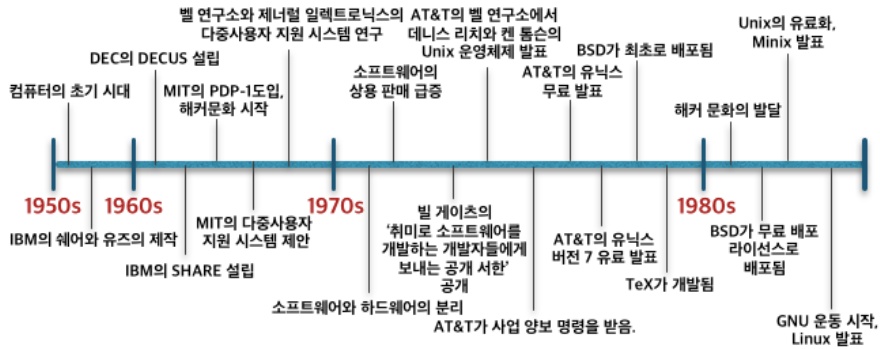 벨 연구소와 제너럴 일렉트로닉스의
다중사용자 지원 시스템 연구
AT&T의 벨 연구소에서
데니스 리치와 켄 톰슨의
Unix 운영체제 발표
Unix의 유료화,
Minix 발표
DEC의 DECUS 설립
BSD가 최초로 배포됨
컴퓨터의 초기 시대
MIT의 PDP-1도입,
해커문화 시작
소프트웨어의
상용 판매 급증
AT&T의 유닉스
무료 발표
해커 문화의 발달
1950s
1960s
1970s
1980s
IBM의 쉐어와 유즈의 제작
IBM의 SHARE 설립
MIT의 다중사용자
지원 시스템 제안
소프트웨어와 하드웨어의 분리
빌 게이츠의
‘취미로 소프트웨어를
개발하는 개발자들에게
보내는 공개 서한’
공개
AT&T가 사업 양보 명령을 받음.
AT&T의 유닉스
버전 7 유료 발표
TeX가 개발됨
BSD가 무료 배포
라이선스로
배포됨
GNU 운동 시작,
Linux 발표